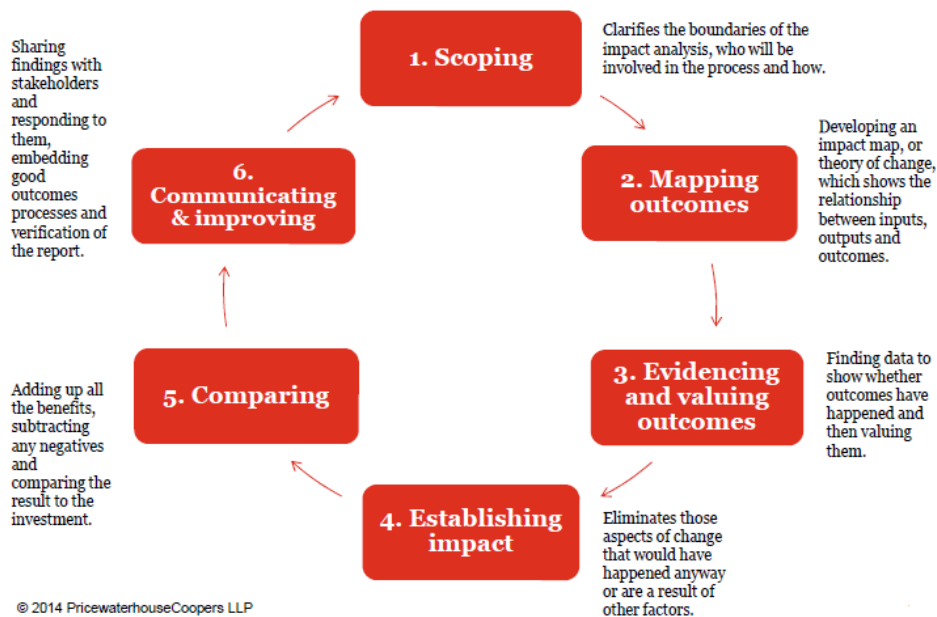 1. Scoping
Clarifies the boundaries of the
impact analysis, who will be
involved in the process and how.
2. Mapping
outcomes
Developing an
impact map, or
theory of change,
which shows the
relationship
between inputs,
outputs and
outcomes.
3. Evidencing
and valuing
outcomes
Finding data to
show whether
outcomes have
happened and
then valuing
them.
4. Establishing
impact
Eliminates those
aspects of change
that would have
happened anyway
or are a result of
other factors.
5. Comparing
Adding up all
the benefits,
subtracting
any negatives
and
comparing the
result to the
investment.
6.
Communicating
& improving
Sharing
findings with
stakeholders
and
responding to
them,
embedding
good
outcomes
processes and
verification of
the report.
© 2014 PricewaterhouseCoopers LLP